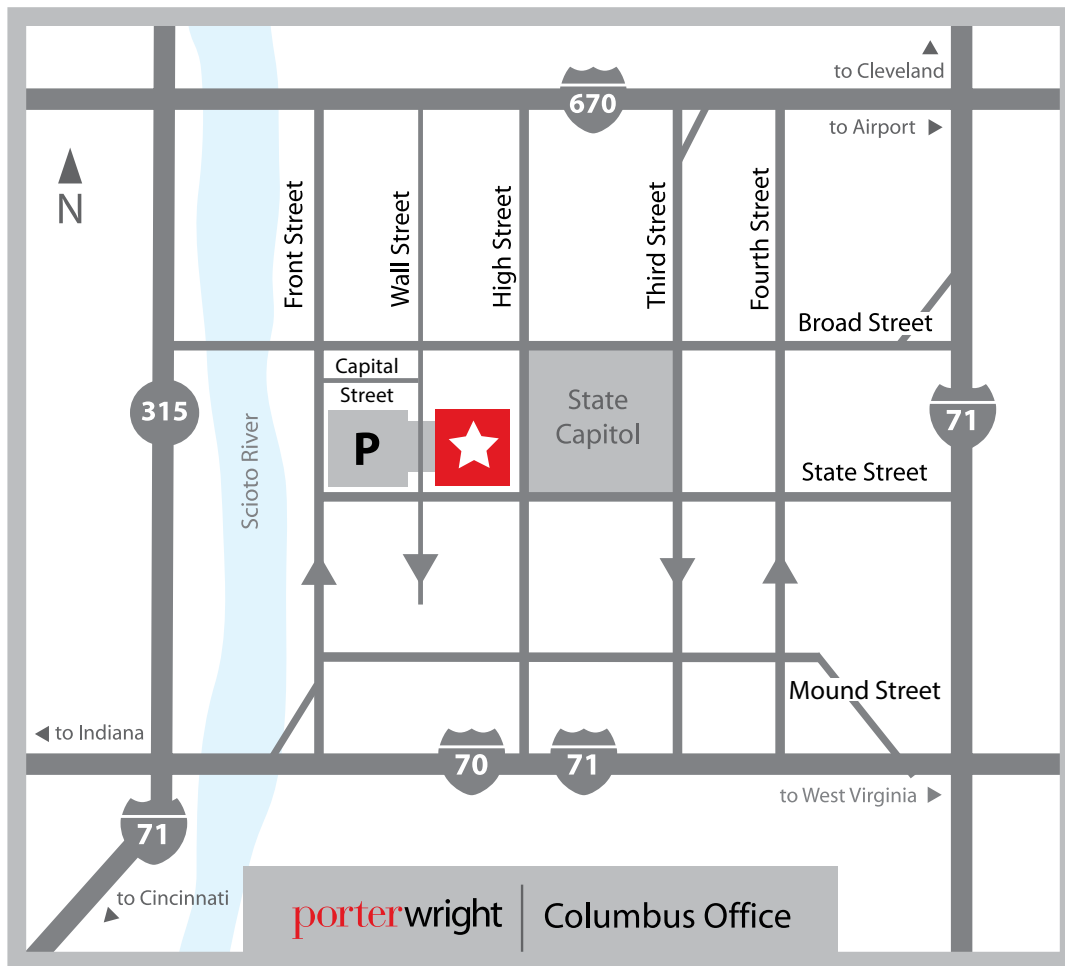 to Cleveland
670
to Airport
N
Front Street
Wall Street
High Street
Third Street
Fourth Street
Broad Street
Capital
Street
315
State
Capitol
71
P
State Street
Scioto River
Mound Street
to Indiana
70
71
to West Virginia
71
to Cincinnati
porterwright
Columbus Office